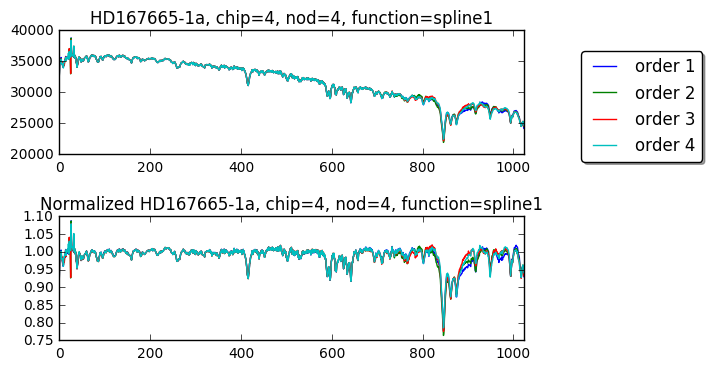 HD167665-1a, chip=4, nod=4, function=spline1
40000
35000
30000
25000
20000
0 200 400 600 800 1000
order 1
order 2
order 3
order 4
Normalized HD167665-1a, chip=4, nod=4, function=spline1
1.10
1.05
1.00
0.95
0.90
0.85
0.80
0.75
0 200 400 600 800 1000